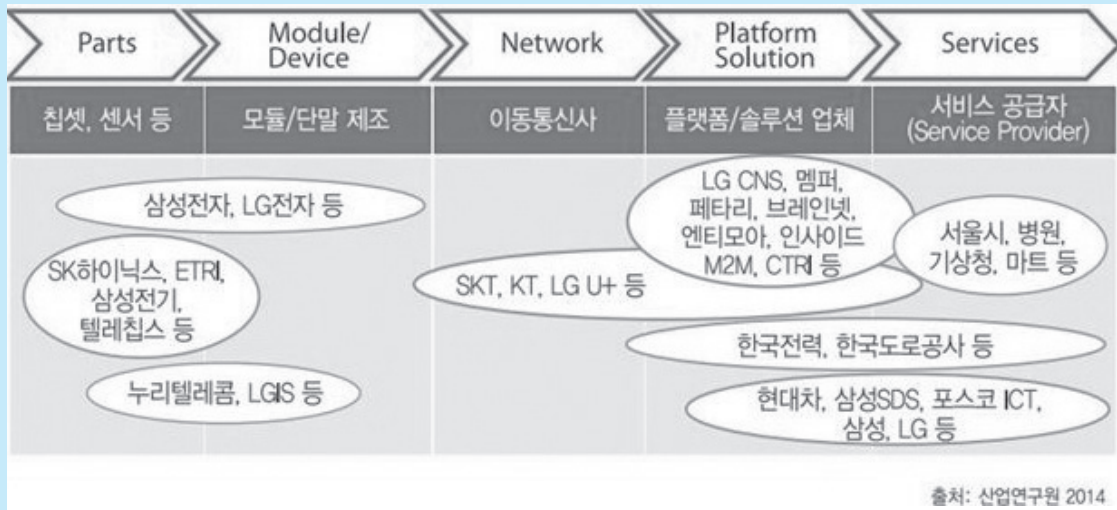 Parts
Module/
Device
Network
Platform
Solution
Services
칩셋, 센서 등
모듈/단말 제조
이동통신사
플랫폼/솔루션 업체
서비스 공급자
(Service Provider)
삼성전자, LG전자 등
SK하이닉스, ETRI,
삼성전기,
텔레칩스 등
누리텔레콤, LGIS 등
SKT, KT, LG U+ 등
LG CNS, 멤퍼,
페타리, 브레인넷,
엔티모아, 인사이드
M2M, CTRI 등
서울시, 병원,
기상청, 마트 등
한국전력, 한국도로공사 등
현대차, 삼성SDS, 포스코 ICT,
삼성, LG 등
출처: 산업연구원 2014